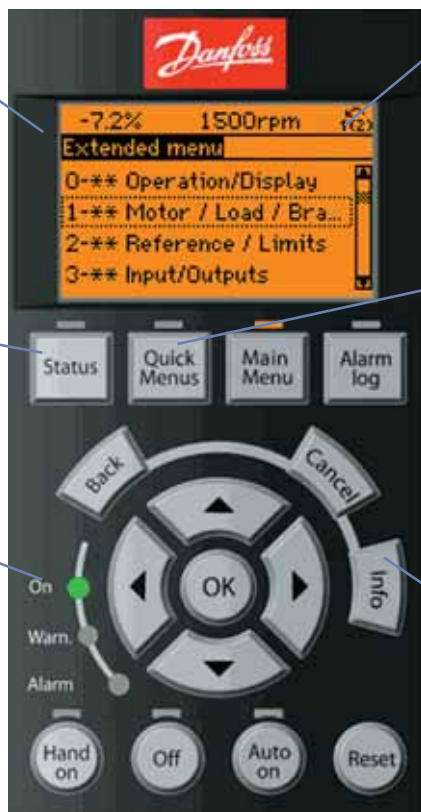 Danfoss
-7.2% 1500rpm 1(2)
Extended menu
0-** Operation/Display
1-** Motor / Load / Bra...
2-** Reference / Limits
3-** Input/Outputs
Status
Quick Menus
Main Menu
Alarm log
Back
Cancel
Info
OK
On
Warn.
Alarm
Hand on
Off
Auto on
Reset